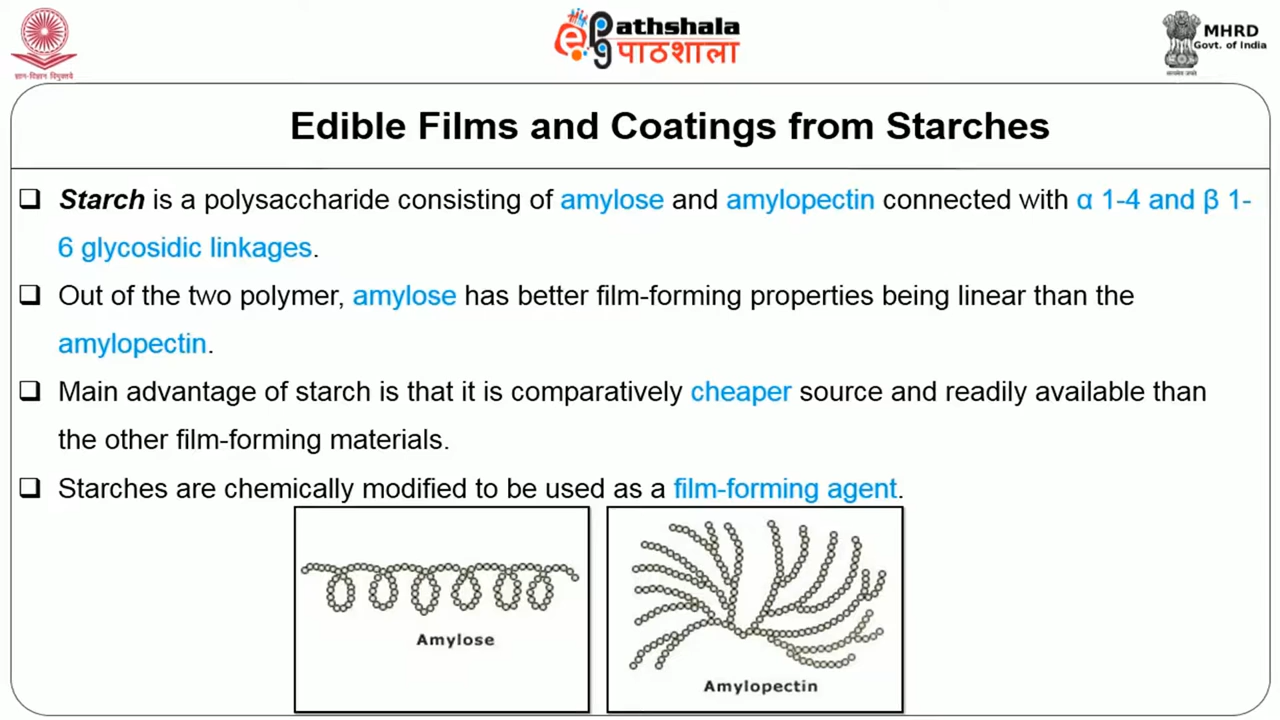 ज्ञान-विज्ञान विमुक्तये
Pathshala
पाठशाला
MHRD
Govt. of India
सत्यमेव जयते
Edible Films and Coatings from Starches
Starch is a polysaccharide consisting of amylose and amylopectin connected with α 1-4 and β 1-
6 glycosidic linkages.
Out of the two polymer, amylose has better film-forming properties being linear than the
amylopectin.
Main advantage of starch is that it is comparatively cheaper source and readily available than
the other film-forming materials.
Starches are chemically modified to be used as a film-forming agent.
Amylose
Amylopectin